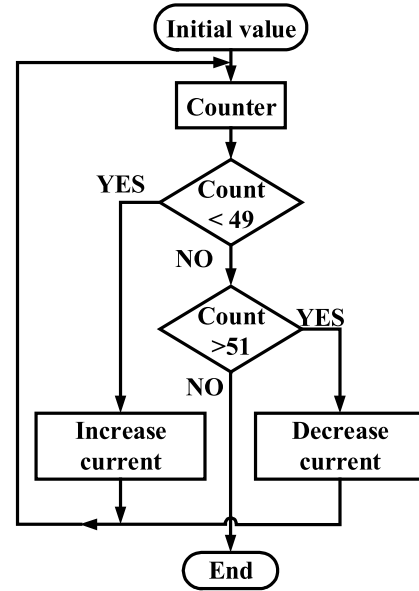 Initial value
Counter
YES
Count
< 49
NO
Count
>51
YES
NO
Increase
current
Decrease
current
End